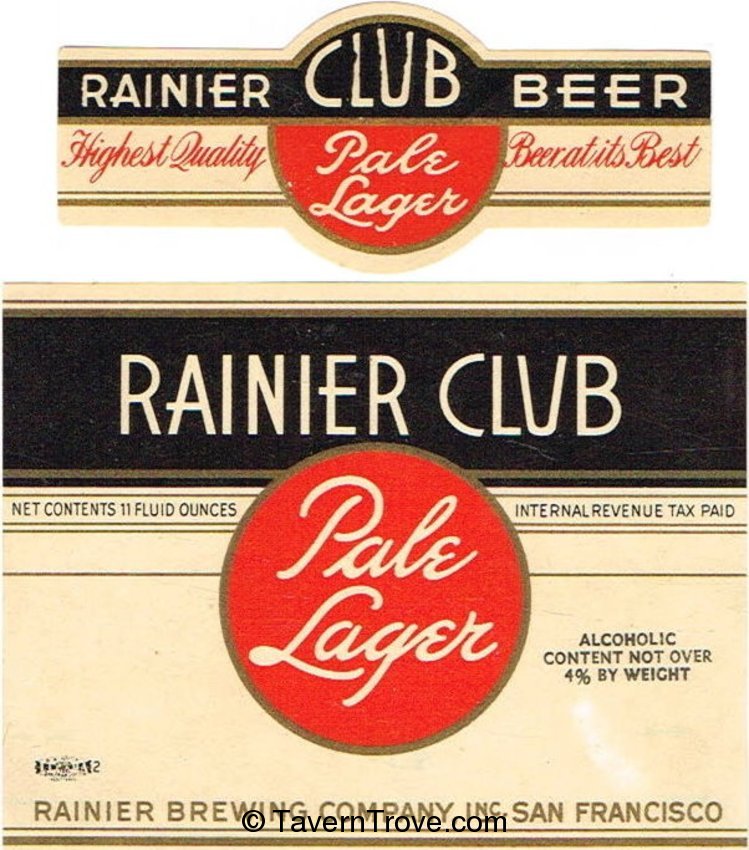 RAINIER CLUB BEER
Highest Quality Pale Beer at its Best
Lager
RAINIER CLUB
NET CONTENTS 11 FLUID OUNCES
INTERNAL REVENUE TAX PAID
Pale
Lager
ALCOHOLIC
CONTENT NOT OVER
4% BY WEIGHT
RAINIER BREWING COMPANY, INC. SAN FRANCISCO
© TavernTrove.com